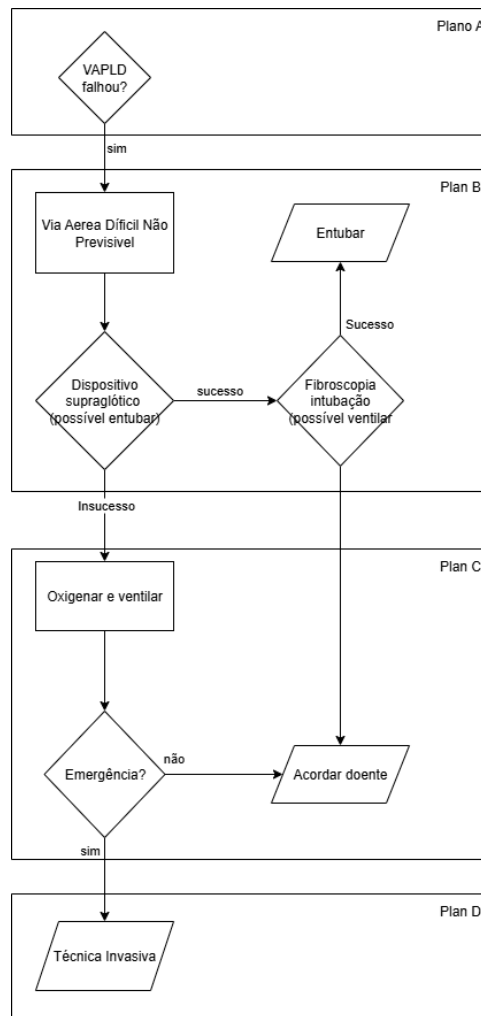 Plano A
VAPLD
falhou?
sim
Plan B
Via Aerea Díficil Não
Previsivel
Entubar
Sucesso
Dispositivo
supraglótico
(possível entubar)
sucesso
Fibroscopia
intubação
(possível ventilar
Insucesso
Plan C
Oxigenar e ventilar
Emergência?
não
Acordar doente
sim
Plan D
Técnica Invasiva